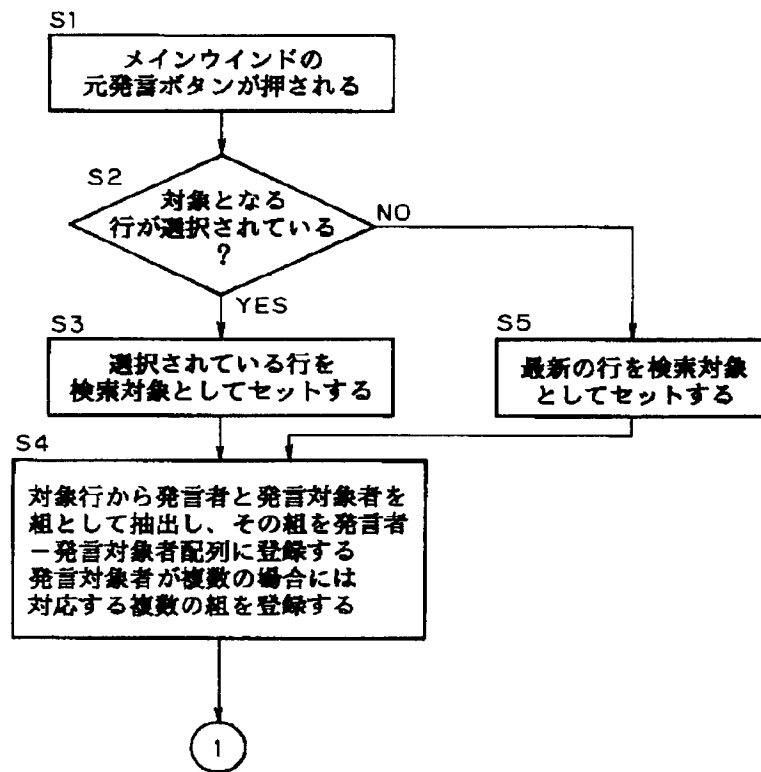 S1
メインウインドの
元発言ボタンが押される
S2
対象となる
行が選択されている
?
NO
YES
S3
選択されている行を
検索対象としてセットする
S5
最新の行を検索対象
としてセットする
S4
対象行から発言者と発言対象者を
組として抽出し、その組を発言者
－発言対象者配列に登録する
発言対象者が複数の場合には
対応する複数の組を登録する
1